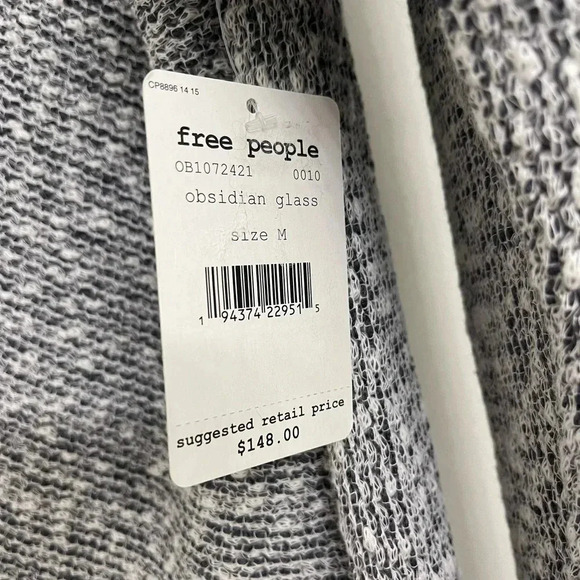 CP8896 14 15
free people
OB1072421 0010
obsidian glass
size M
1 94374 22951 5
suggested retail price
$148.00